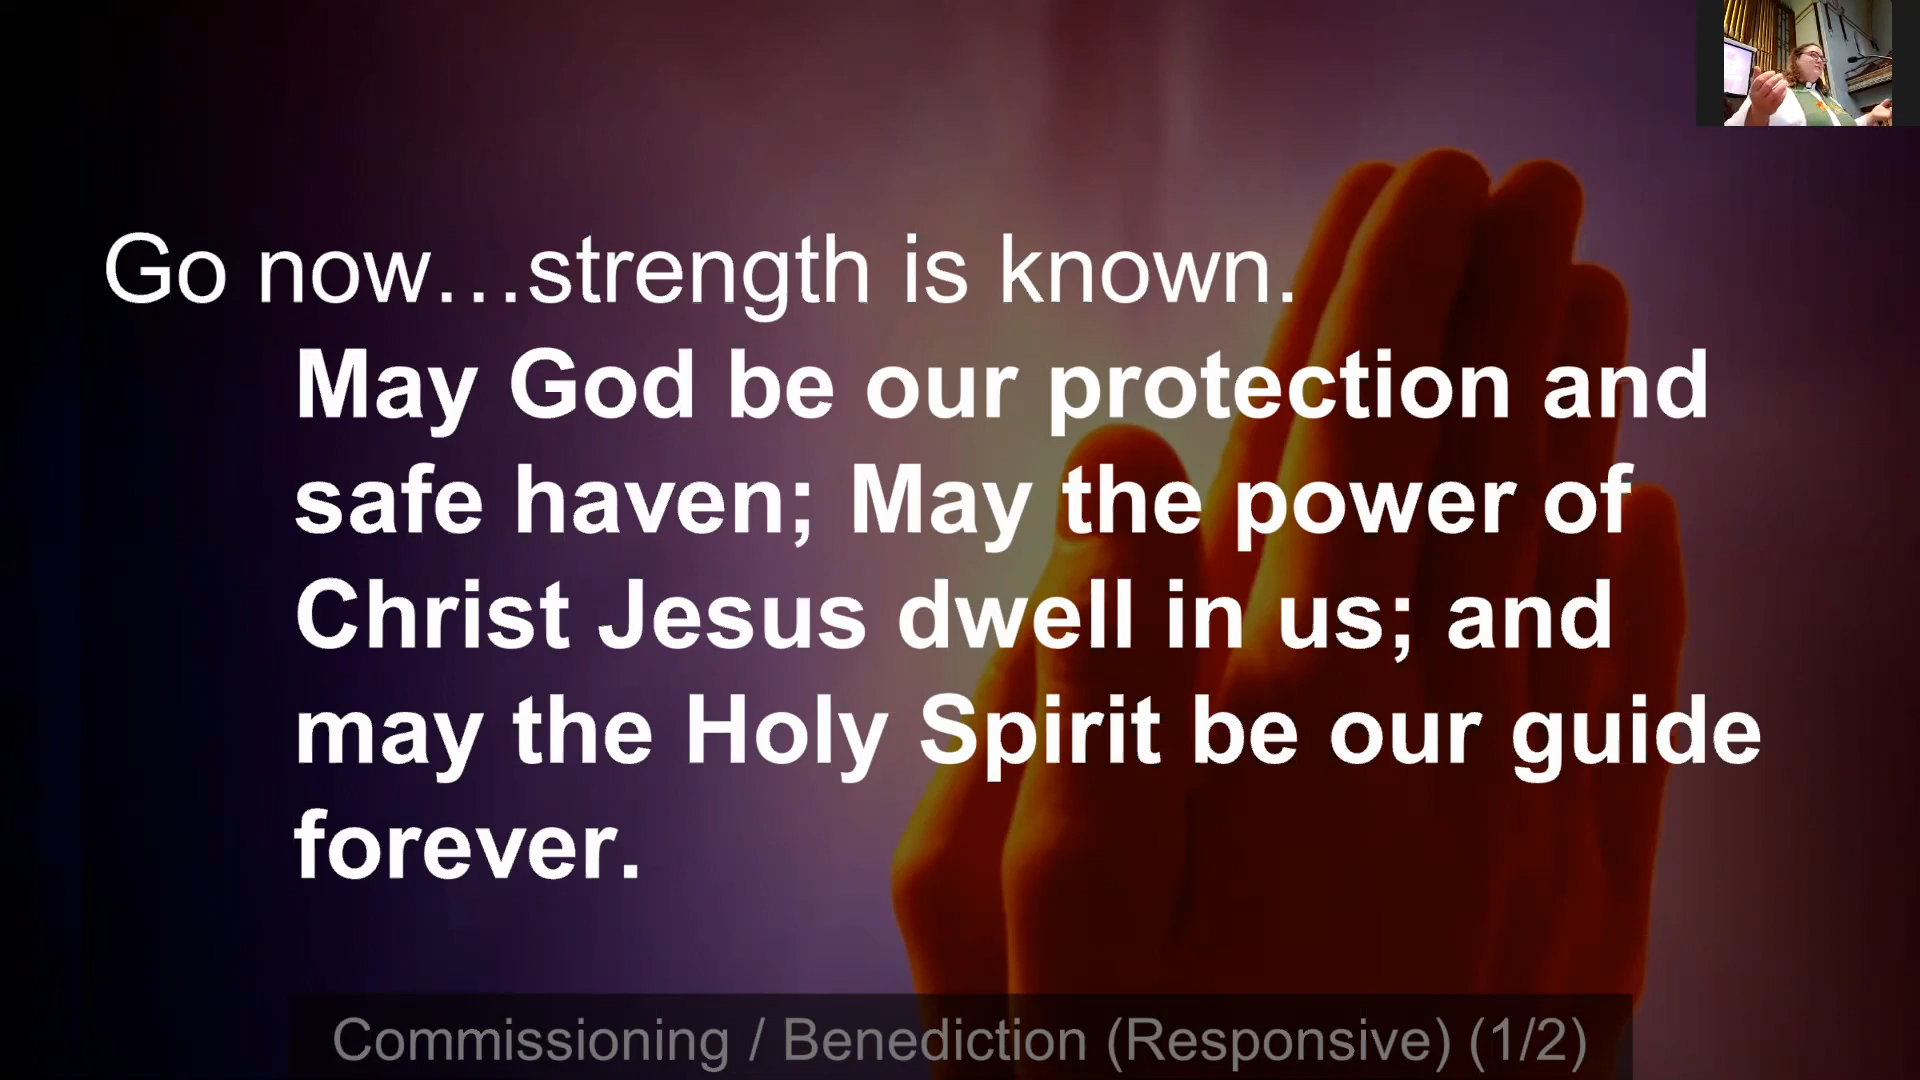 Go now…strength is known.
May God be our protection and
safe haven; May the power of
Christ Jesus dwell in us; and
may the Holy Spirit be our guide
forever.
Commissioning / Benediction (Responsive) (1/2)